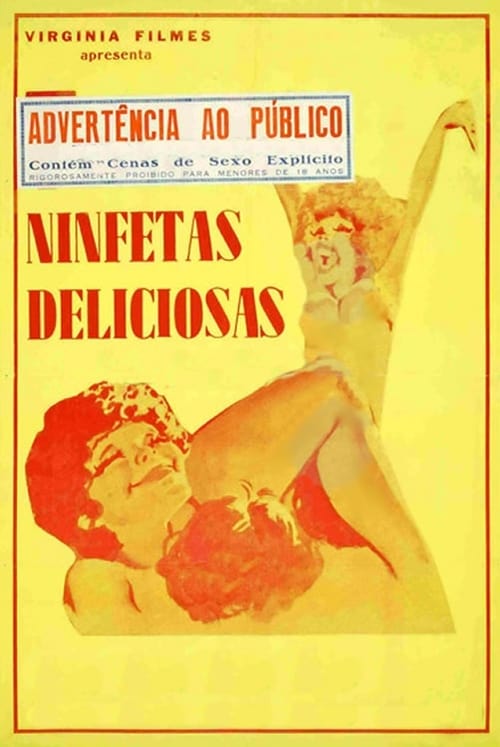 VIRGINIA FILMES
apresenta
ADVERTÊNCIA AO PÚBLICO
Contém Cenas de Sexo Explícito
RIGOROSAMENTE PROIBIDO PARA MENORES DE 18 ANOS
NINFETAS
DELICIOSAS